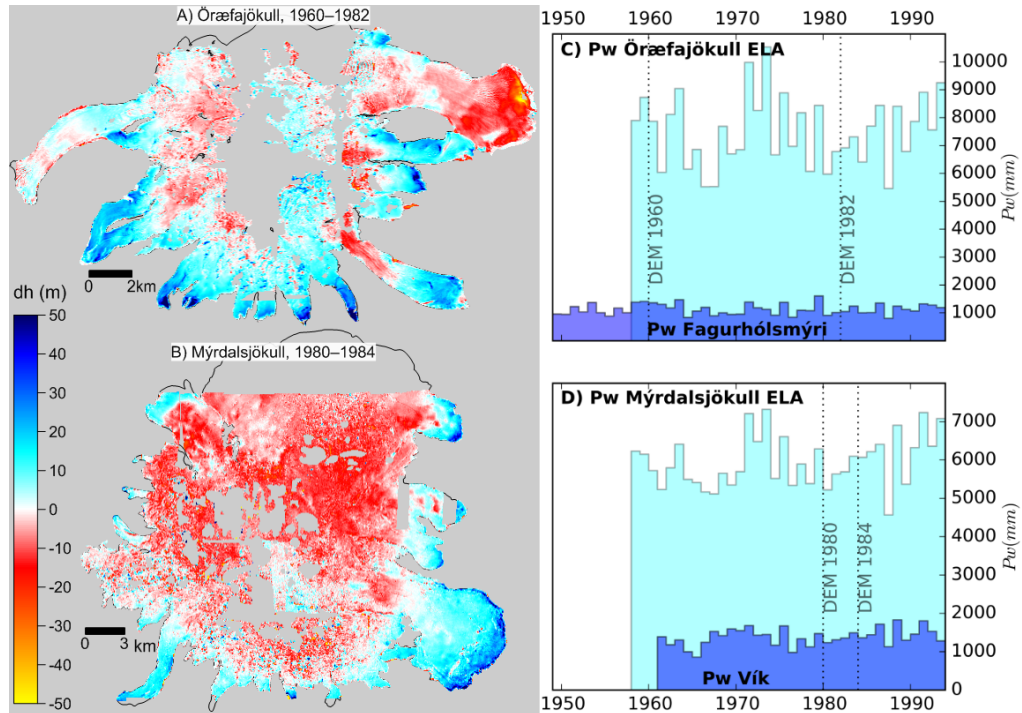 A) Öræfajökull, 1960–1982
0 2km
dh (m)
50
40
30
20
10
0
-10
-20
-30
-40
-50
B) Mýrdalsjökull, 1980–1984
0 3 km
1950 1960 1970 1980 1990
C) Pw Öræfajökull ELA
10000
9000
8000
7000
6000
5000
4000
3000
2000
1000
Pw(mm)
DEM 1960
DEM 1982
Pw Fagurhólsmýri
D) Pw Mýrdalsjökull ELA
7000
6000
5000
4000
3000
2000
1000
0
Pw(mm)
DEM 1980
DEM 1984
Pw Vík
1950 1960 1970 1980 1990